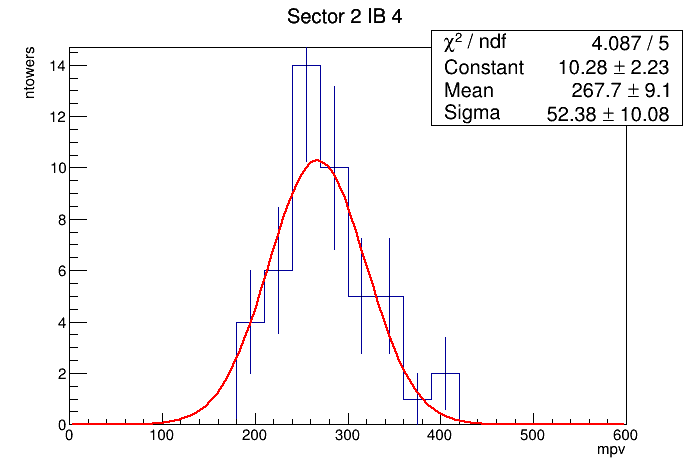 Sector 2 IB 4
χ² / ndf 4.087 / 5
Constant 10.28 ± 2.23
Mean 267.7 ± 9.1
Sigma 52.38 ± 10.08
ntowers
14
12
10
8
6
4
2
0
0 100 200 300 400 500 600
mpv